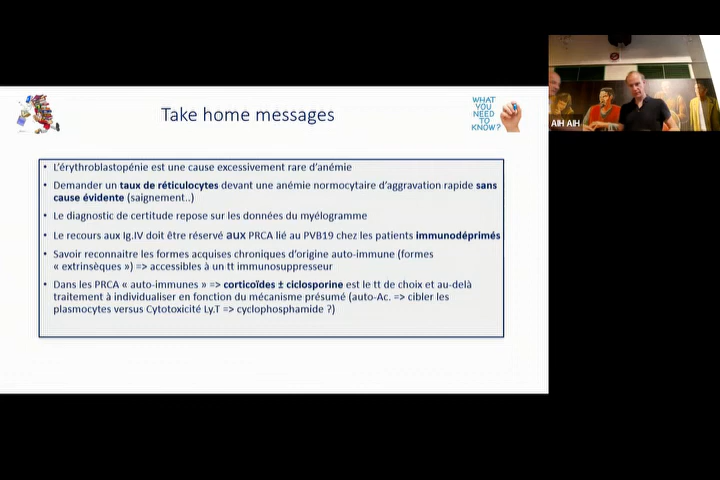 Take home messages
WHAT
YOU
NEED
TO
KNOW?
• L'érythroblastopénie est une cause excessivement rare d'anémie
• Demander un taux de réticulocytes devant une anémie normocytaire d'aggravation rapide sans
cause évidente (saignement..)
• Le diagnostic de certitude repose sur les données du myélogramme
• Le recours aux Ig.IV doit être réservé aux PRCA lié au PVB19 chez les patients immunodéprimés
• Savoir reconnaitre les formes acquises chroniques d'origine auto-immune (formes
« extrinsèques ») => accessibles à un tt immunosuppresseur
• Dans les PRCA « auto-immunes » => corticoïdes ± ciclosporine est le tt de choix et au-delà
traitement à individualiser en fonction du mécanisme présumé (auto-Ac. => cibler les
plasmocytes versus Cytotoxicité Ly.T => cyclophosphamide ?)
AIH AIH